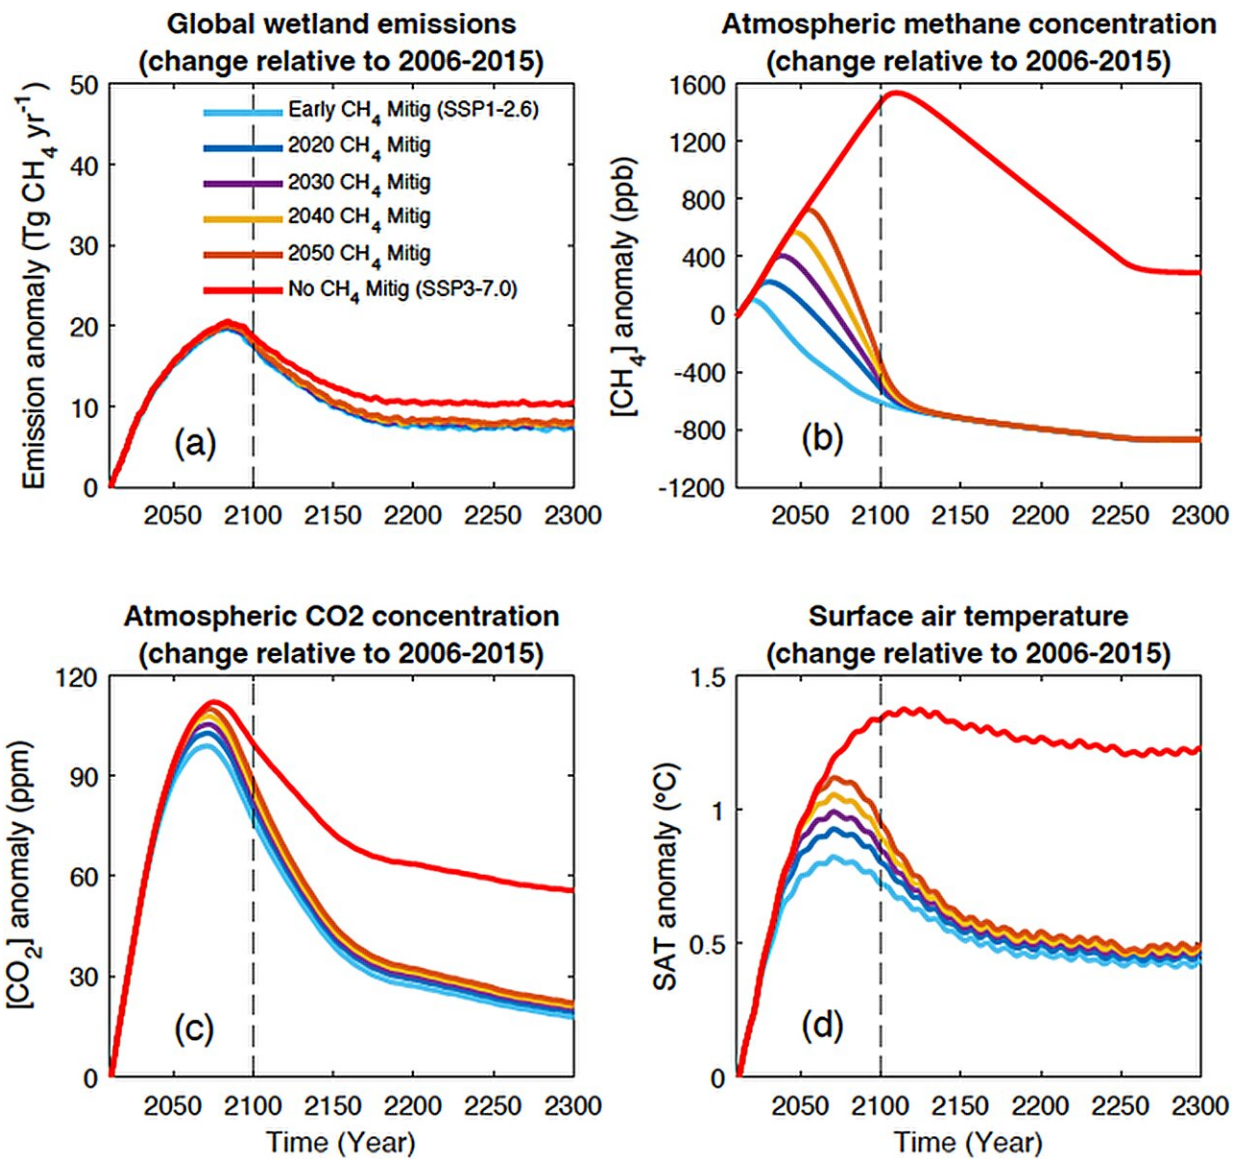 Global wetland emissions
(change relative to 2006-2015)
Emission anomaly (Tg CH4 yr-1)
50
40
30
20
10
0
Early CH4 Mitig (SSP1-2.6)
2020 CH4 Mitig
2030 CH4 Mitig
2040 CH4 Mitig
2050 CH4 Mitig
No CH4 Mitig (SSP3-7.0)
(a)
2050 2100 2150 2200 2250 2300
Atmospheric methane concentration
(change relative to 2006-2015)
[CH4] anomaly (ppb)
1600
1200
800
400
0
-400
-800
-1200
(b)
2050 2100 2150 2200 2250 2300
Atmospheric CO2 concentration
(change relative to 2006-2015)
[CO2] anomaly (ppm)
120
90
60
30
0
(c)
2050 2100 2150 2200 2250 2300
Time (Year)
Surface air temperature
(change relative to 2006-2015)
SAT anomaly (°C)
1.5
1
0.5
0
(d)
2050 2100 2150 2200 2250 2300
Time (Year)